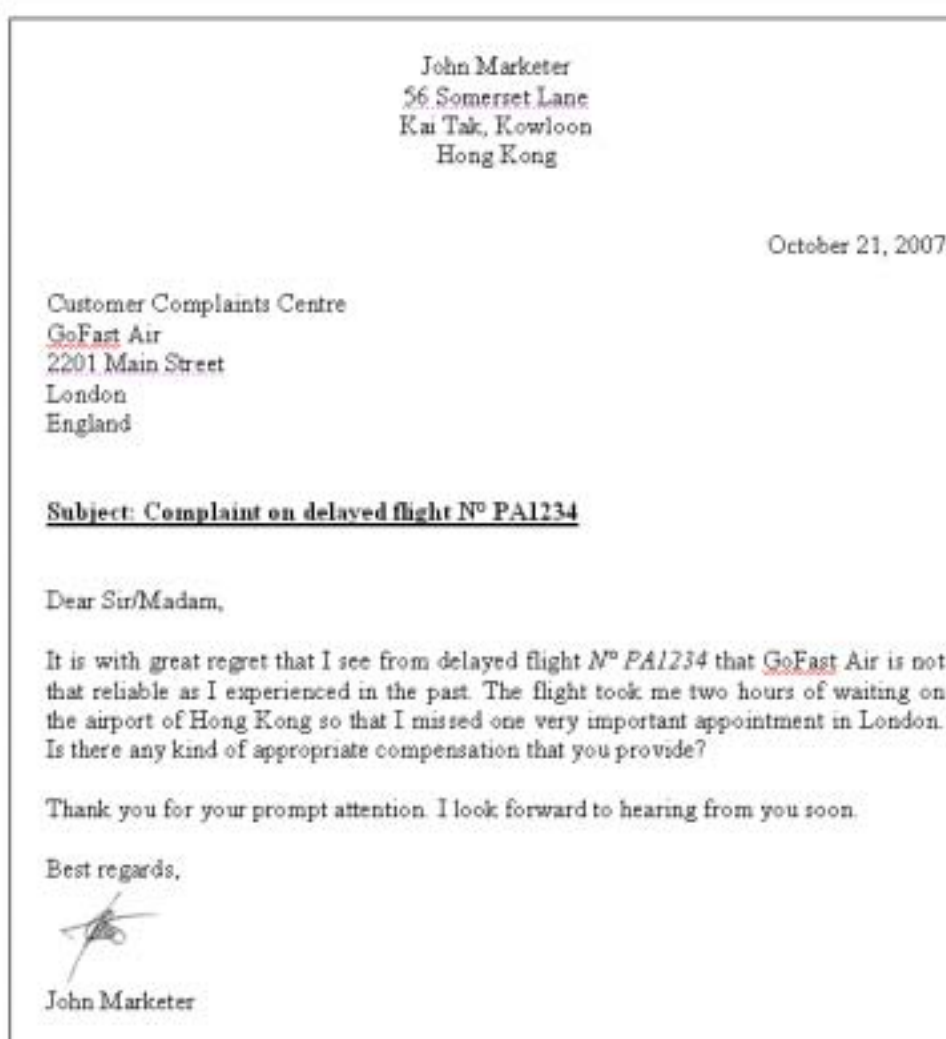 John Marketer
56 Somerset Lane
Kai Tak, Kowloon
Hong Kong
October 21, 2007
Customer Complaints Centre
GoFast Air
2201 Main Street
London
England
Subject: Complaint on delayed flight Nº PA1234
Dear Sir/Madam,
It is with great regret that I see from delayed flight Nº PA1234 that GoFast Air is not
that reliable as I experienced in the past. The flight took me two hours of waiting on
the airport of Hong Kong so that I missed one very important appointment in London.
Is there any kind of appropriate compensation that you provide?
Thank you for your prompt attention. I look forward to hearing from you soon.
Best regards,
John Marketer